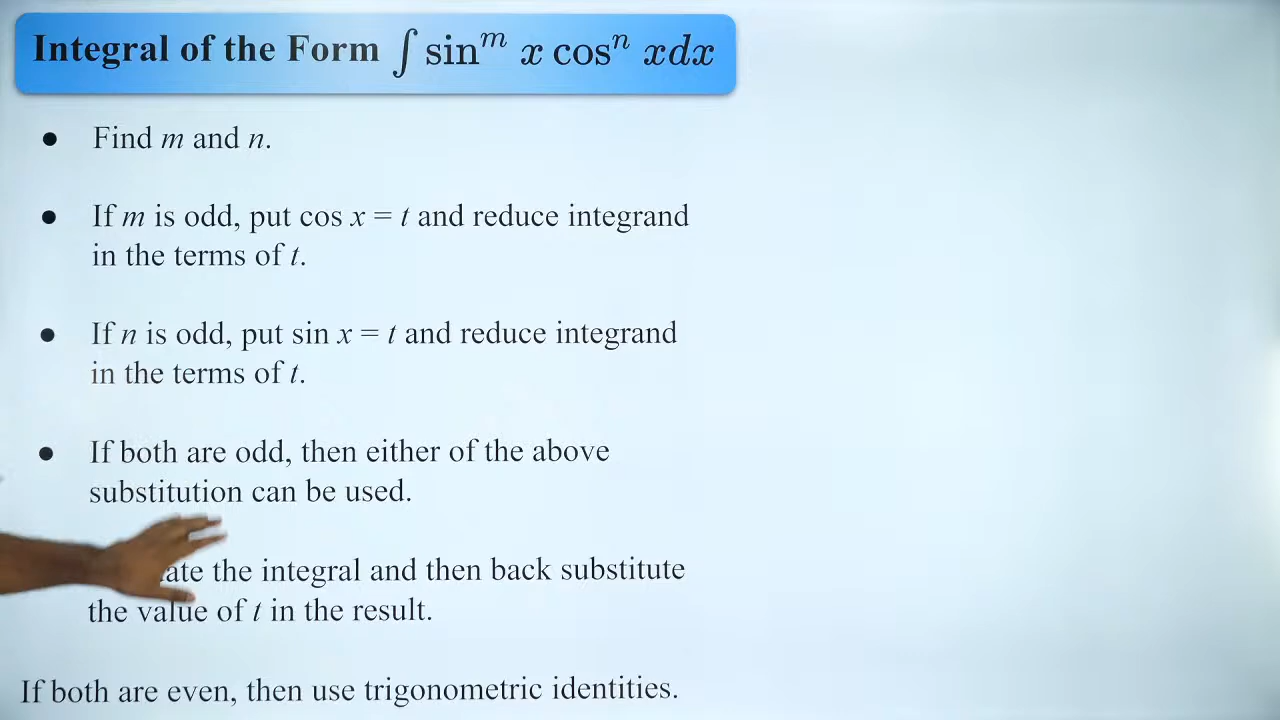 Integral of the Form ∫ sin^m x cos^n xdx
● Find m and n.
● If m is odd, put cos x = t and reduce integrand
in the terms of t.
● If n is odd, put sin x = t and reduce integrand
in the terms of t.
● If both are odd, then either of the above
substitution can be used.
the integral and then back substitute
the value of t in the result.
If both are even, then use trigonometric identities.